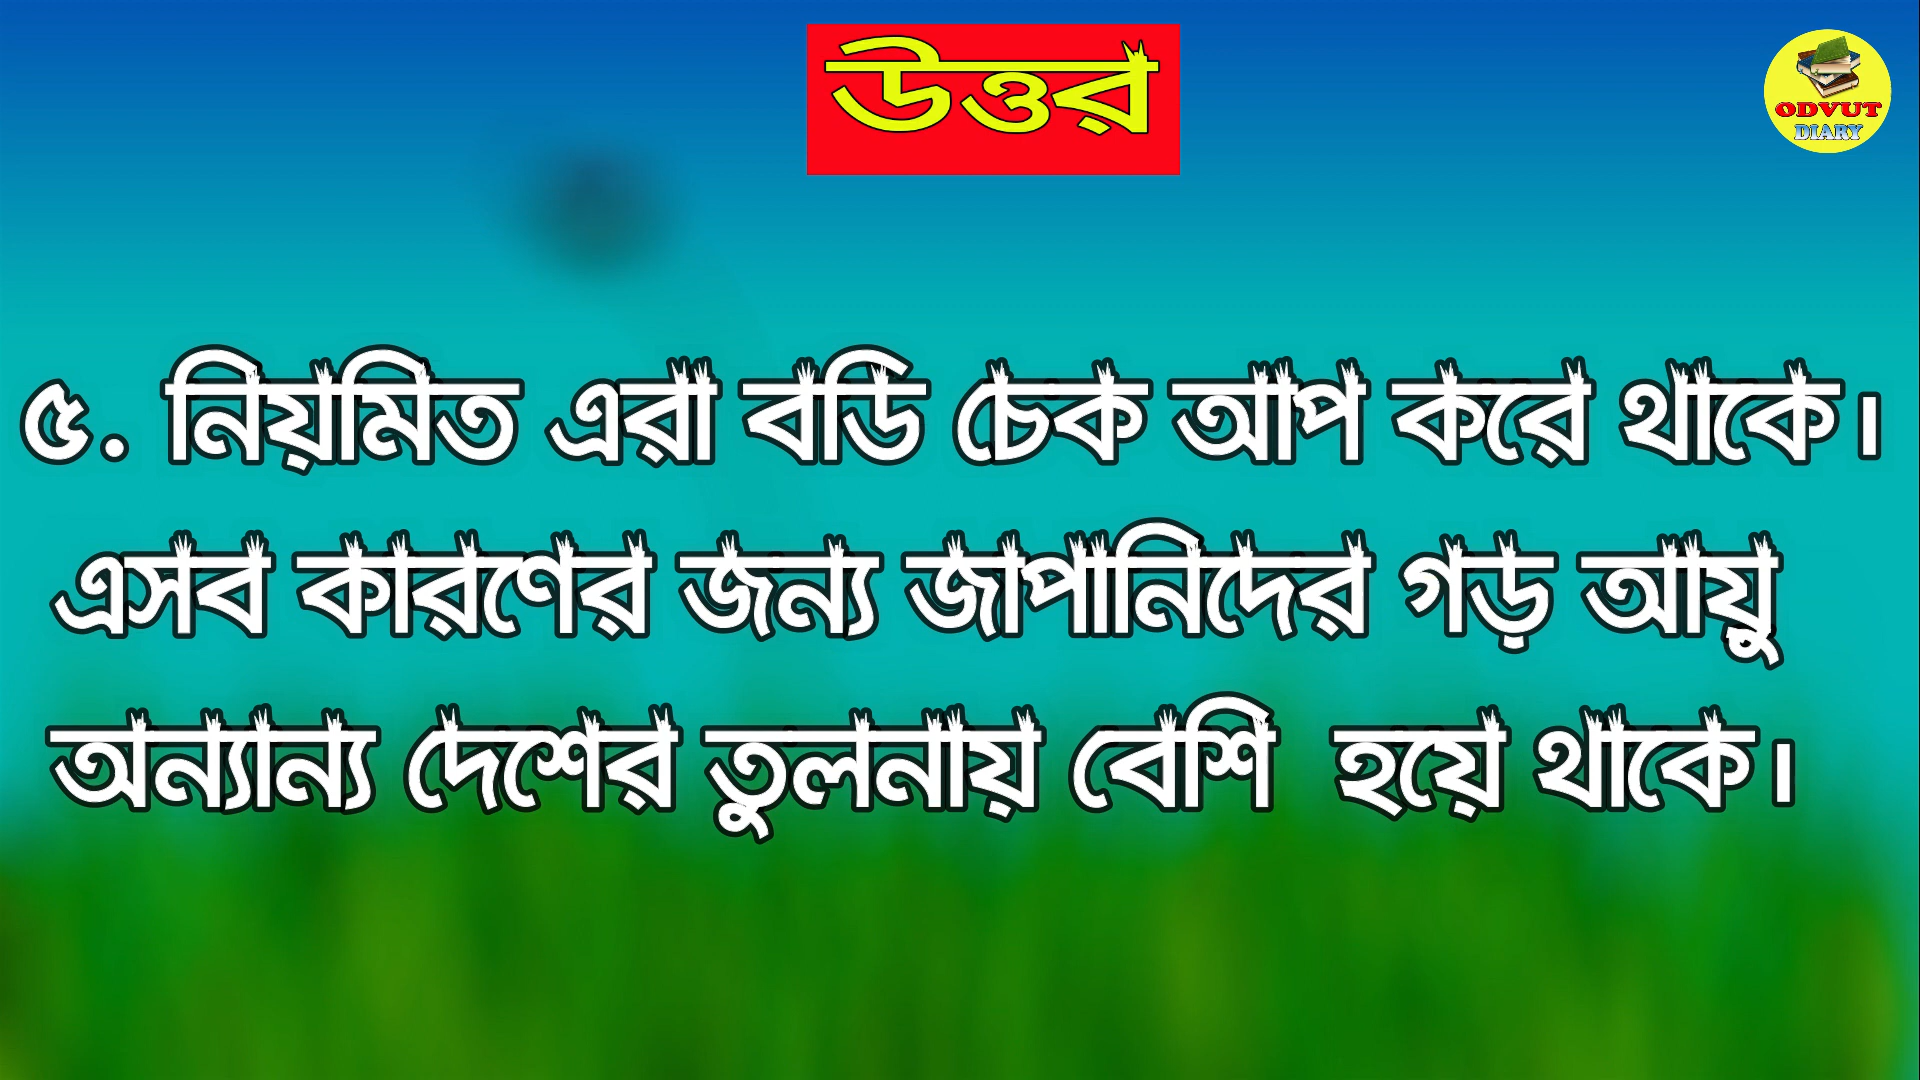 উত্তর
ODVUT
DIARY
৫. নিয়মিত এরা বডি চেক আপ করে থাকে।
এসব কারণের জন্য জাপানিদের গড় আয়ু
অন্যান্য দেশের তুলনায় বেশি হয়ে থাকে।